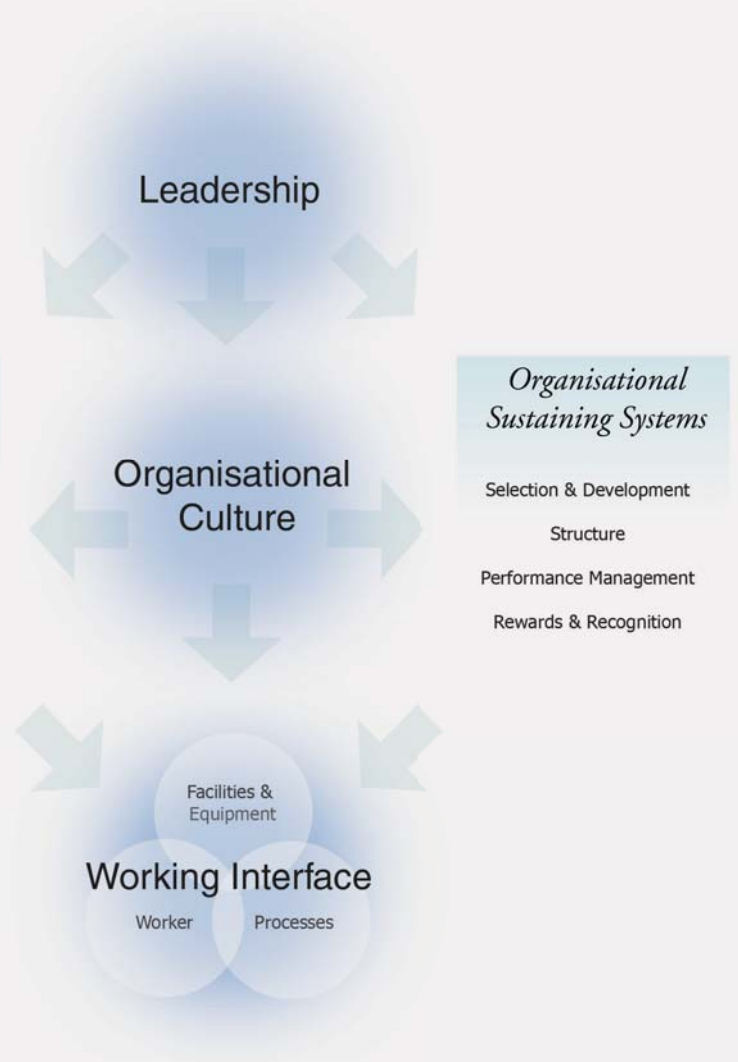 Leadership
Organisational
Culture
Organisational
Sustaining Systems
Selection & Development
Structure
Performance Management
Rewards & Recognition
Facilities &
Equipment
Working Interface
Worker
Processes